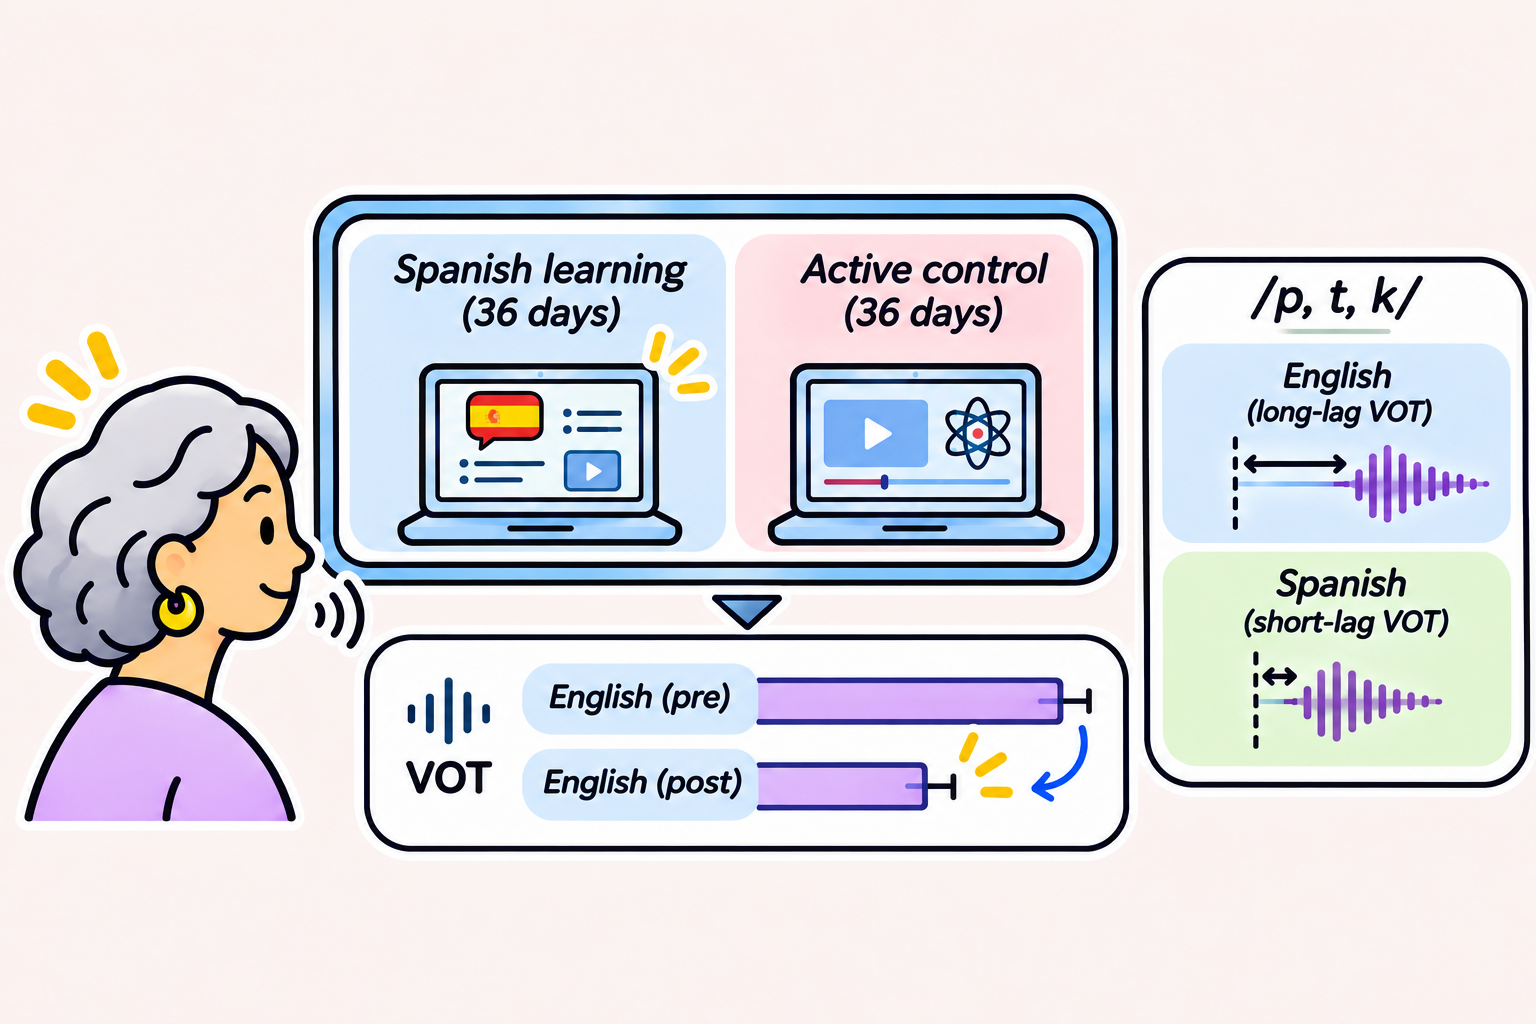 Spanish learning
(36 days)
Active control
(36 days)
/p, t, k/
English
(long-lag VOT)
Spanish
(short-lag VOT)
VOT
English (pre)
English (post)